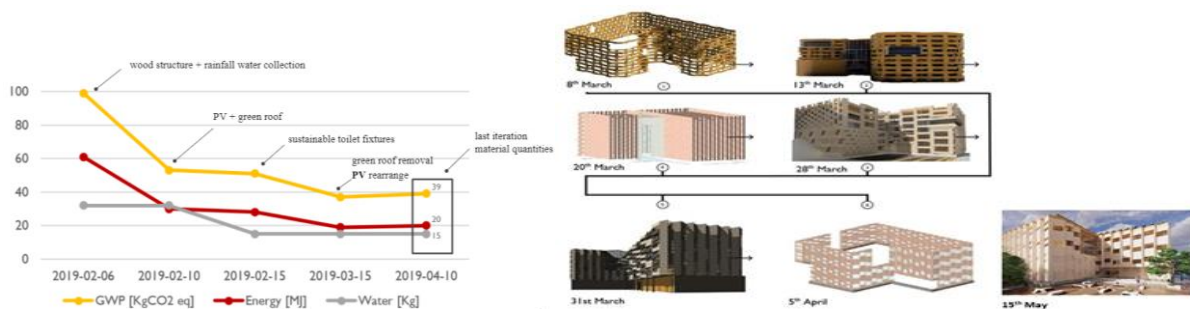 wood structure + rainfall water collection
100
80
60
40
20
0
PV + green roof
sustainable toilet fixtures
green roof removal
PV rearrange
last iteration
material quantities
39
20
15
2019-02-06
2019-02-10
2019-02-15
2019-03-15
2019-04-10
GWP [KgCO2 eq]
Energy [MJ]
Water [Kg]
8th March
13th March
20th March
28th March
31st March
5th April
15th May